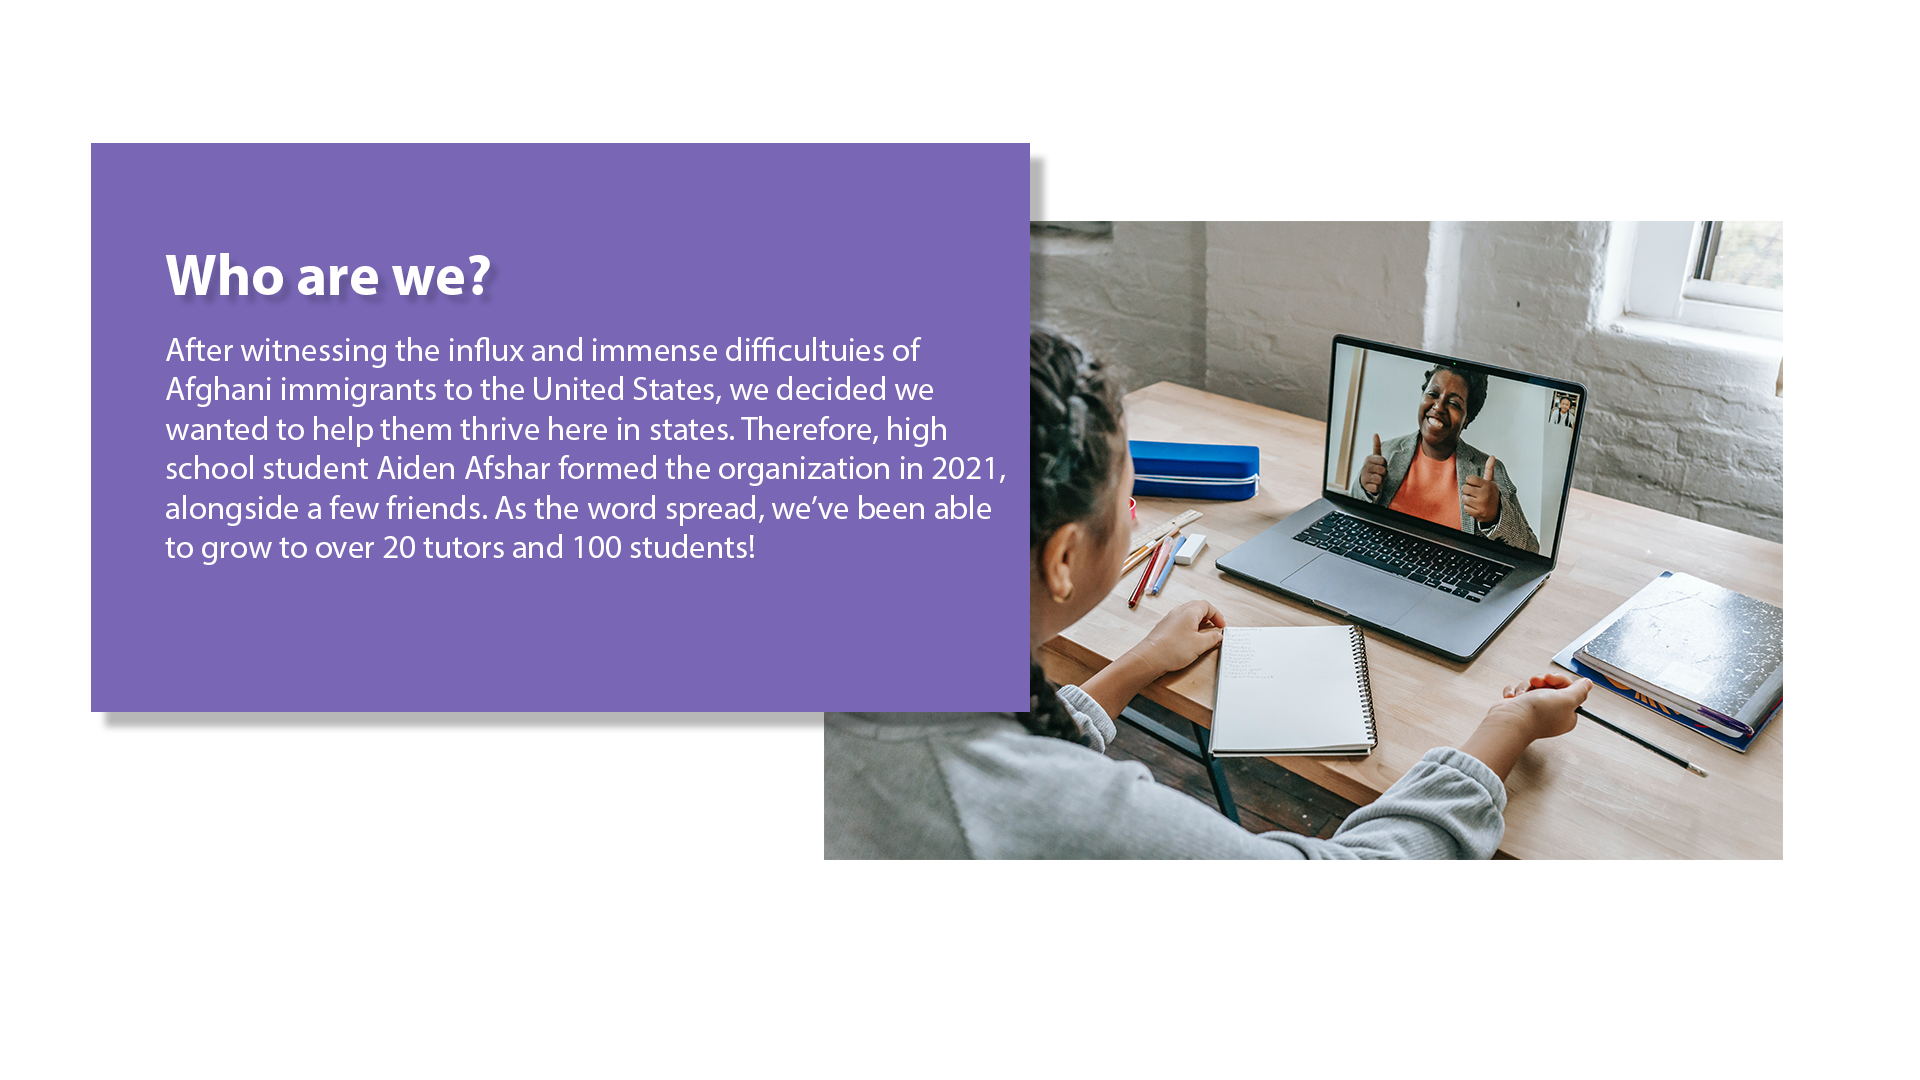 Who are we?
After witnessing the influx and immense difficultuies of
Afghani immigrants to the United States, we decided we
wanted to help them thrive here in states. Therefore, high
school student Aiden Afshar formed the organization in 2021,
alongside a few friends. As the word spread, we’ve been able
to grow to over 20 tutors and 100 students!